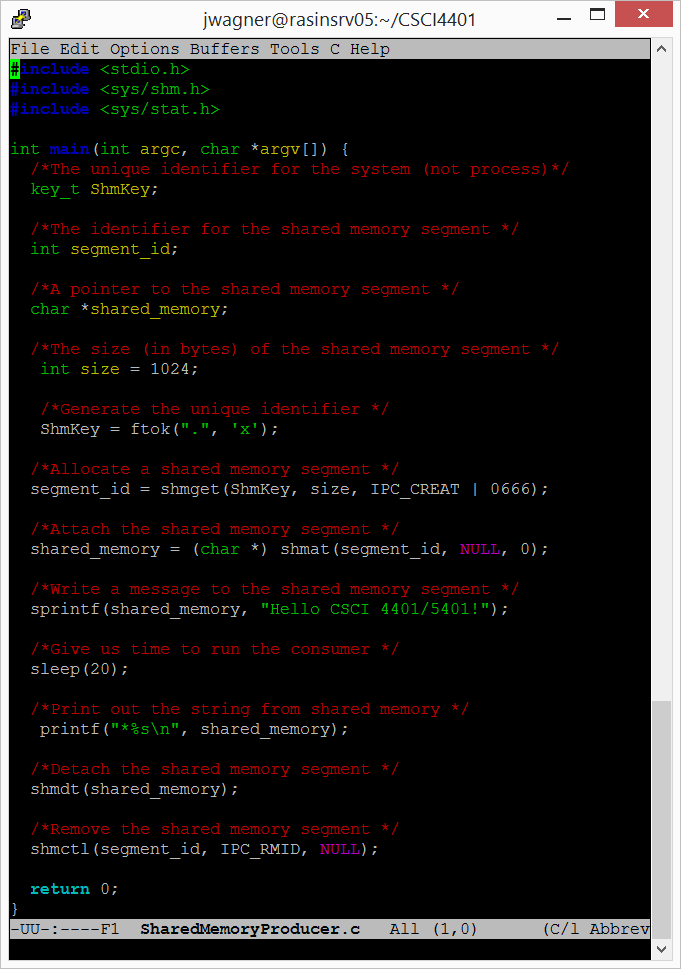 jwagner@rasinsrv05:~/CSCI4401
File Edit Options Buffers Tools C Help
#include <stdio.h>
#include <sys/shm.h>
#include <sys/stat.h>
int main(int argc, char *argv[]) {
/*The unique identifier for the system (not process)*/
key_t ShmKey;
/*The identifier for the shared memory segment */
int segment_id;
/*A pointer to the shared memory segment */
char *shared_memory;
/*The size (in bytes) of the shared memory segment */
int size = 1024;
/*Generate the unique identifier */
ShmKey = ftok(".", 'x');
/*Allocate a shared memory segment */
segment_id = shmget(ShmKey, size, IPC_CREAT | 0666);
/*Attach the shared memory segment */
shared_memory = (char *) shmat(segment_id, NULL, 0);
/*Write a message to the shared memory segment */
sprintf(shared_memory, "Hello CSCI 4401/5401!");
/*Give us time to run the consumer */
sleep(20);
/*Print out the string from shared memory */
printf("*%s\n", shared_memory);
/*Detach the shared memory segment */
shmdt(shared_memory);
/*Remove the shared memory segment */
shmctl(segment_id, IPC_RMID, NULL);
return 0;
}
-UU-:----F1  SharedMemoryProducer.c   All (1,0)      (C/l Abbrev